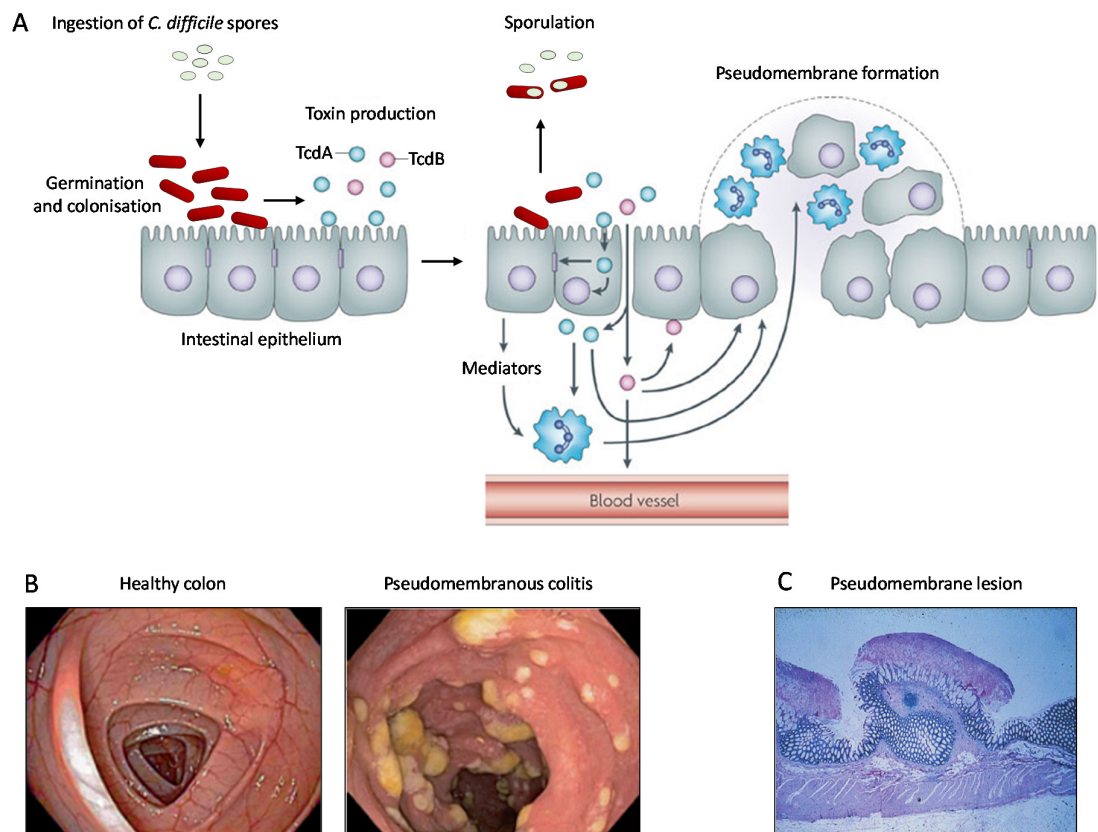 A
Ingestion of C. difficile spores
Sporulation
Pseudomembrane formation
Toxin production
TcdA
TcdB
Germination
and colonisation
Intestinal epithelium
Mediators
Blood vessel
B
Healthy colon
Pseudomembranous colitis
C
Pseudomembrane lesion